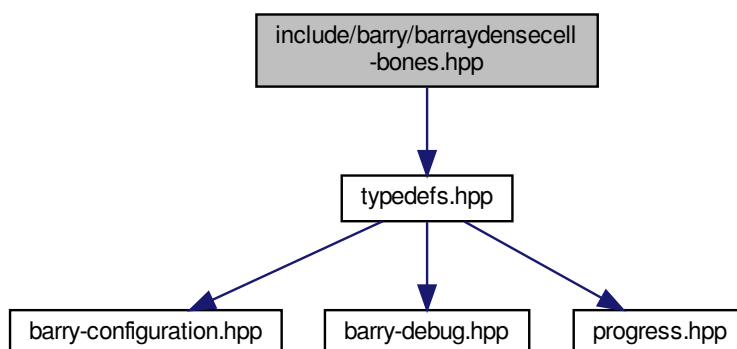 include/barry/barraydensecell
-bones.hpp
typedefs.hpp
barry-configuration.hpp
barry-debug.hpp
progress.hpp